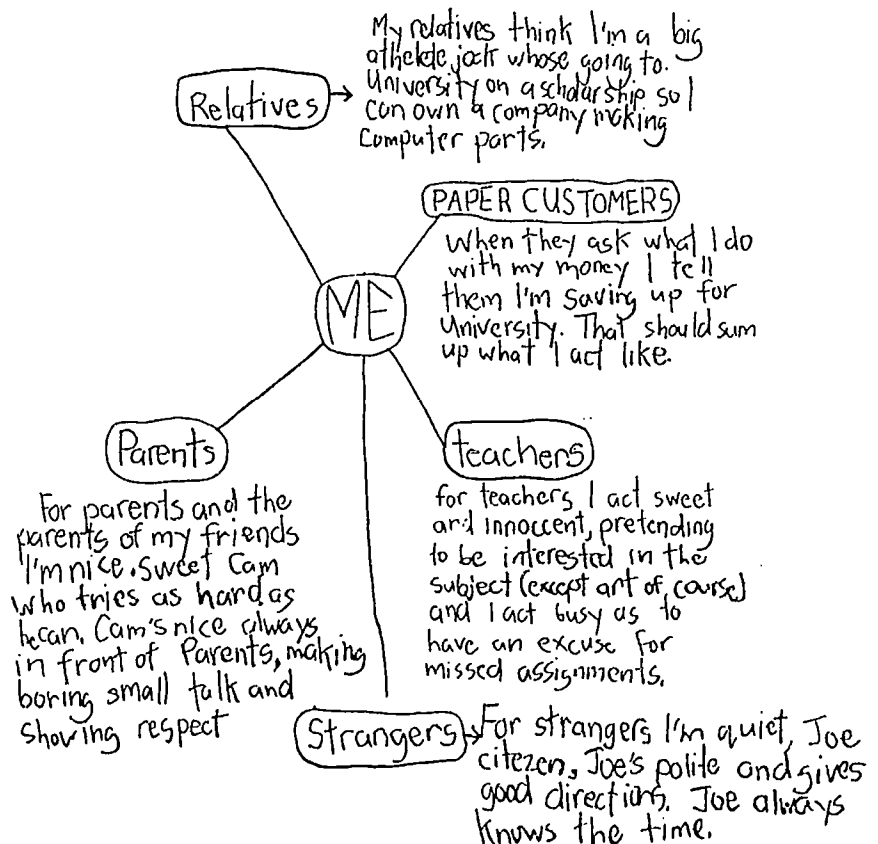 Relatives
My relatives think I'm a big
athelete jock whose going to.
University on a scholarship so I
can own a company making
computer parts.
PAPER CUSTOMERS
When they ask what I do
with my money I tell
them I'm saving up for
University. That should sum
up what I act like.
ME
Parents
For parents and the
parents of my friends
I'm nice. Sweet Cam
who tries as hard as
he can. Cam's nice always
in front of Parents, making
boring small talk and
showing respect
teachers
for teachers I act sweet
and innoccent, pretending
to be interested in the
subject (except art of course)
and I act busy as to
have an excuse for
missed assignments.
Strangers
For strangers I'm quiet, Joe
citezen, Joe's polite and gives
good directions. Joe always
knows the time.